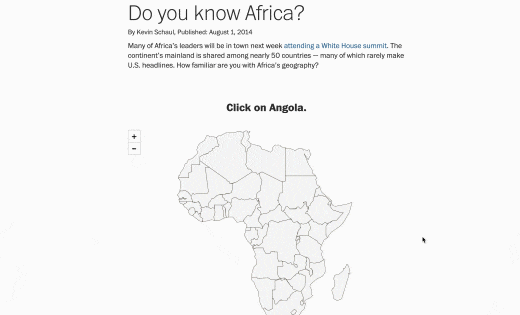 Do you know Africa?
By Kevin Schaul, Published: August 1, 2014
Many of Africa's leaders will be in town next week attending a White House summit. The
continent's mainland is shared among nearly 50 countries — many of which rarely make
U.S. headlines. How familiar are you with Africa's geography?
Click on Angola.
+
−